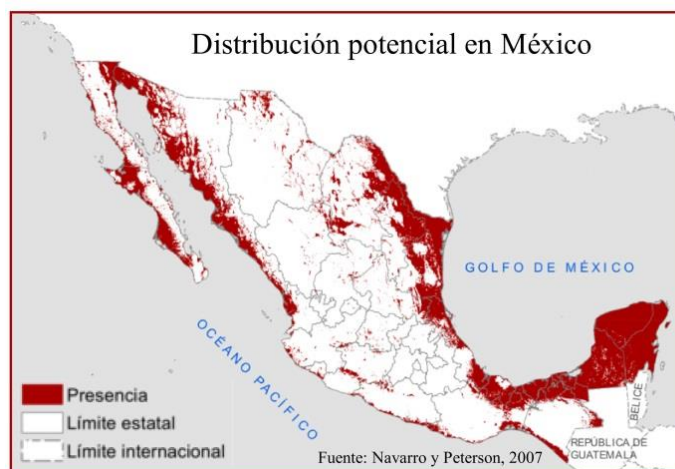 Distribución potencial en México
GOLFO DE MÉXICO
OCÉANO PACÍFICO
BELICE
Presencia
Límite estatal
Límite internacional
REPÚBLICA DE
GUATEMALA
Fuente: Navarro y Peterson, 2007